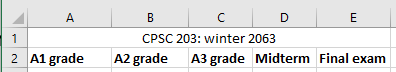 A B C D E
1 CPSC 203: winter 2063
2 A1 grade A2 grade A3 grade Midterm Final exam